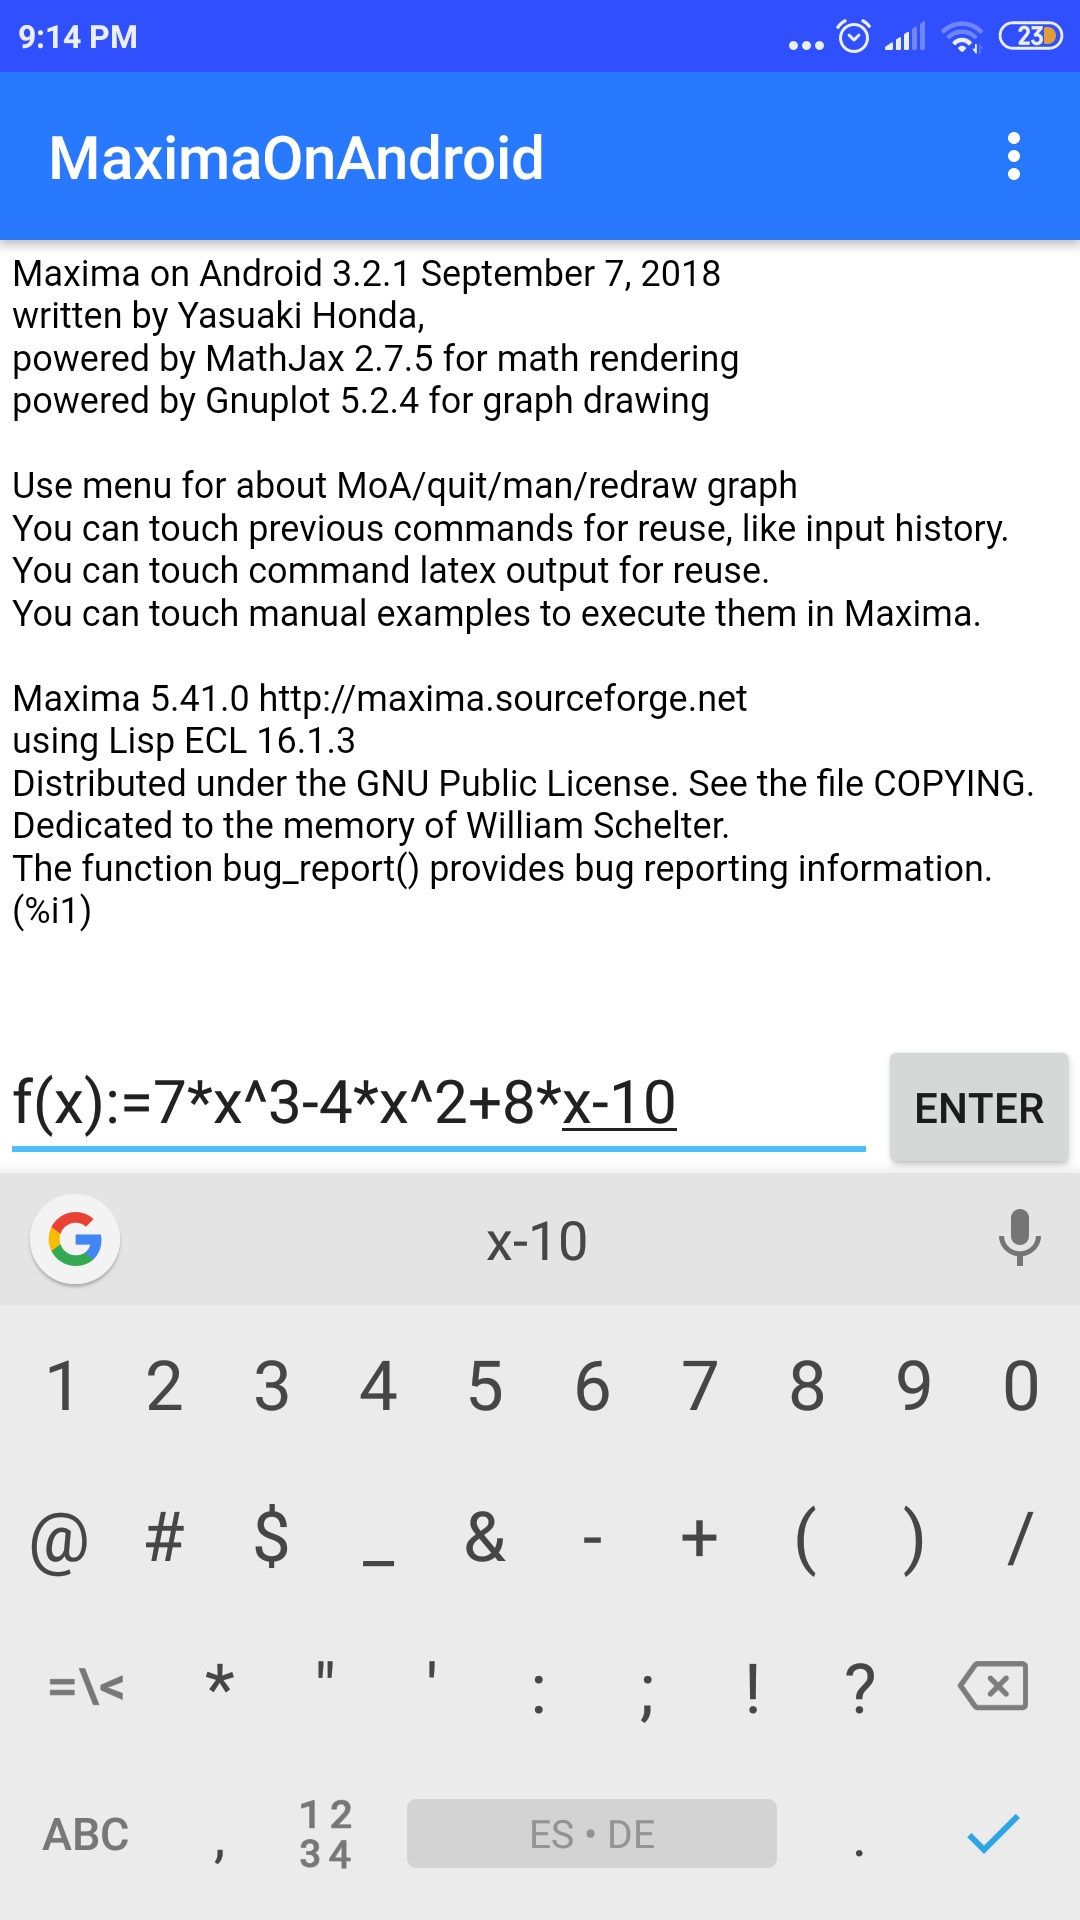 9:14 PM
23
MaximaOnAndroid
Maxima on Android 3.2.1 September 7, 2018
written by Yasuaki Honda,
powered by MathJax 2.7.5 for math rendering
powered by Gnuplot 5.2.4 for graph drawing
Use menu for about MoA/quit/man/redraw graph
You can touch previous commands for reuse, like input history.
You can touch command latex output for reuse.
You can touch manual examples to execute them in Maxima.
Maxima 5.41.0 http://maxima.sourceforge.net
using Lisp ECL 16.1.3
Distributed under the GNU Public License. See the file COPYING.
Dedicated to the memory of William Schelter.
The function bug_report() provides bug reporting information.
(%i1)
f(x):=7*x^3-4*x^2+8*x-10
ENTER
G
x-10
1 2 3 4 5 6 7 8 9 0
@ # $ _ & - + ( ) /
=\< * " ' : ; ! ?
ABC , 1 2 3 4 ES • DE .